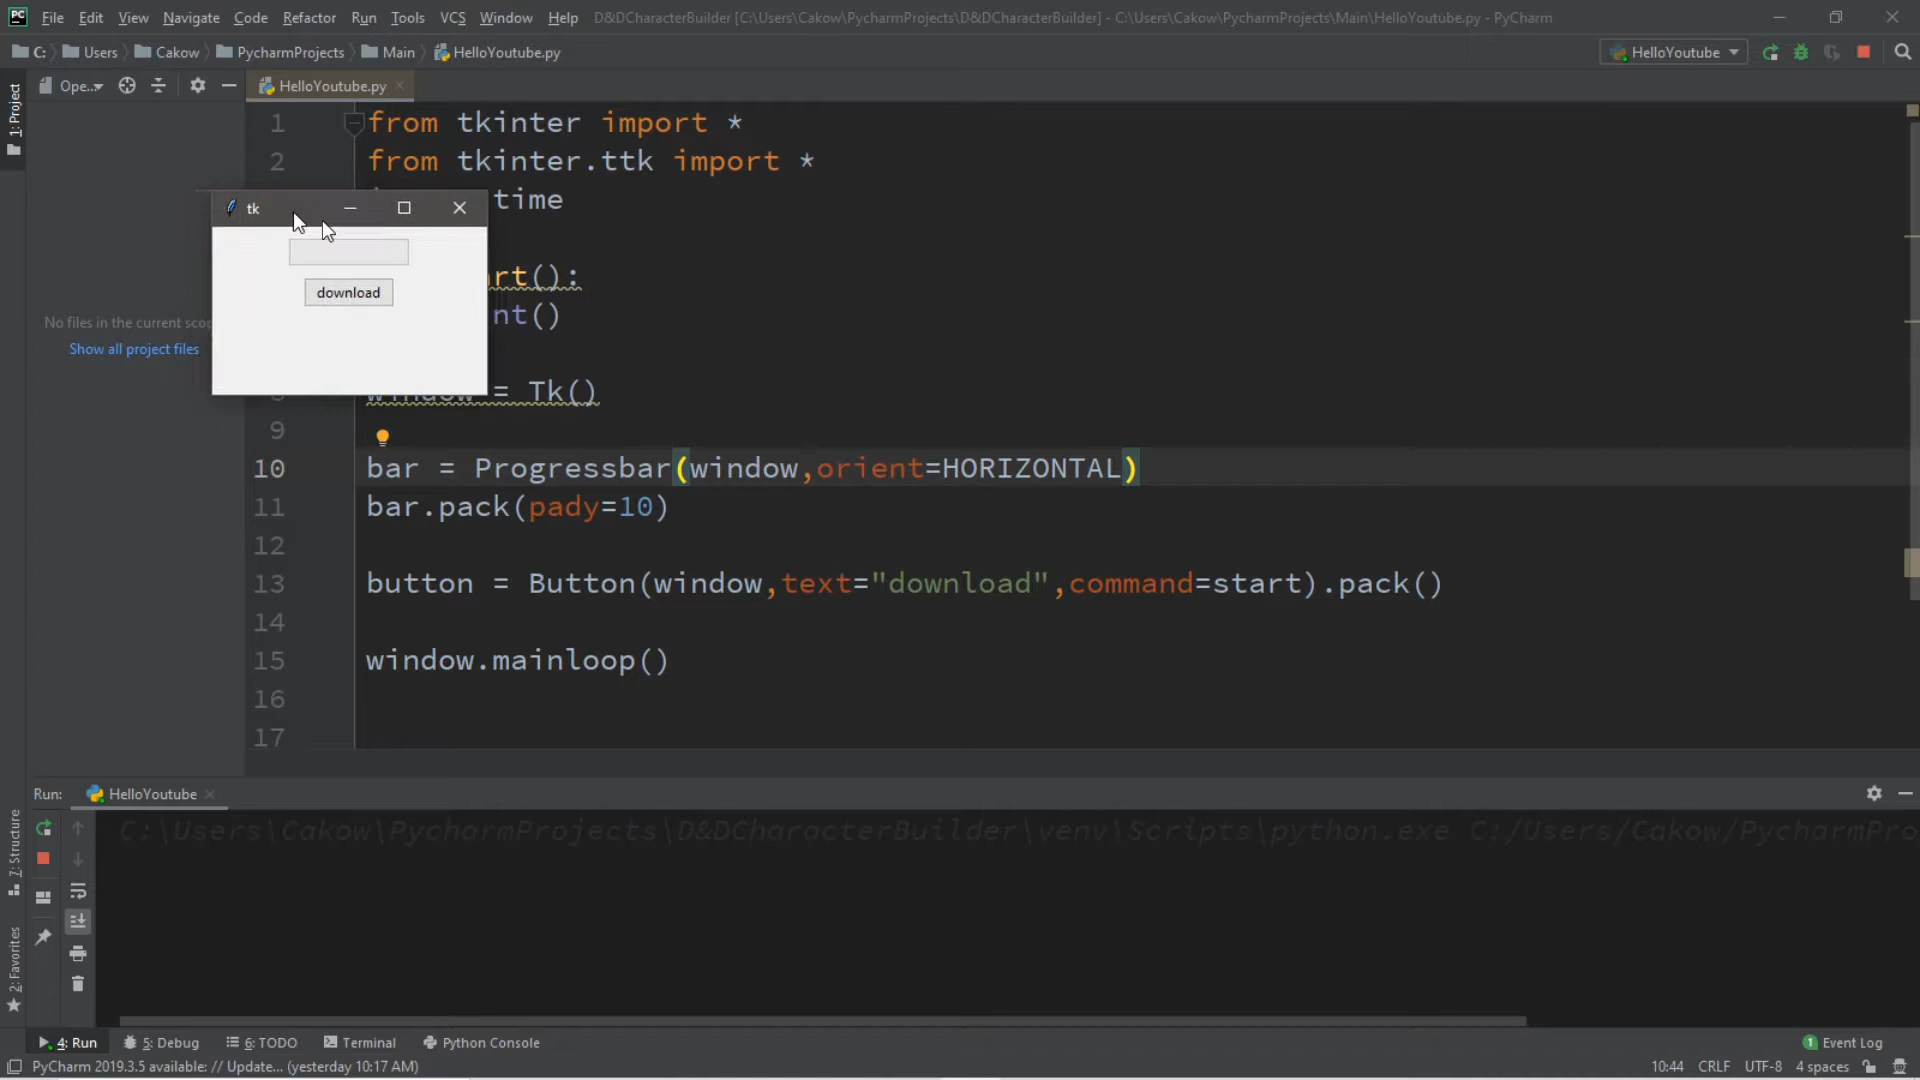 PC File Edit View Navigate Code Refactor Run Tools VCS Window Help D&DCharacterBuilder [C:\Users\Cakow\PycharmProjects\D&DCharacterBuilder] - C:\Users\Cakow\PycharmProjects\Main\HelloYoutube.py - PyCharm
C: Users Cakow PycharmProjects Main HelloYoutube.py HelloYoutube
1: Project
Ope... HelloYoutube.py
1 from tkinter import *
2 from tkinter.ttk import *
time
tk
rt():
nt()
download
No files in the current scop
Show all project files
window = Tk()
9
10 bar = Progressbar(window,orient=HORIZONTAL)
11 bar.pack(pady=10)
12
13 button = Button(window,text="download",command=start).pack()
14
15 window.mainloop()
16
17
Run: HelloYoutube
C:\Users\Cakow\PycharmProjects\D&DCharacterBuilder\venv\Scripts\python.exe C:/Users/Cakow/PycharmPro
7: Structure
2: Favorites
4: Run 5: Debug 6: TODO Terminal Python Console 1 Event Log
PyCharm 2019.3.5 available: // Update... (yesterday 10:17 AM) 10:44 CRLF UTF-8 4 spaces